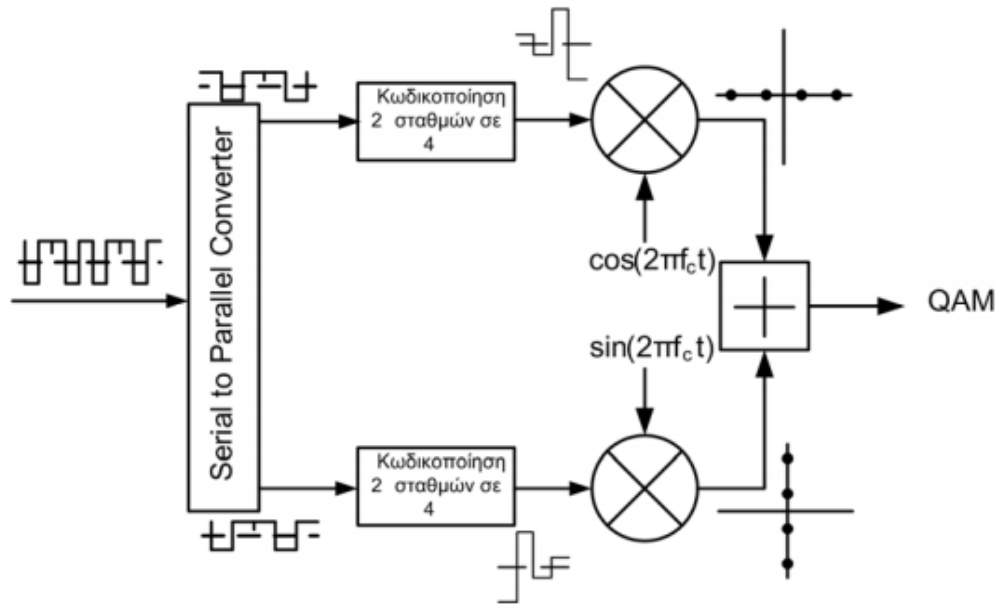 Κωδικοποίηση
2 σταθμών σε
4
Serial to Parallel Converter
cos(2πfct)
QAM
sin(2πfct)
Κωδικοποίηση
2 σταθμών σε
4